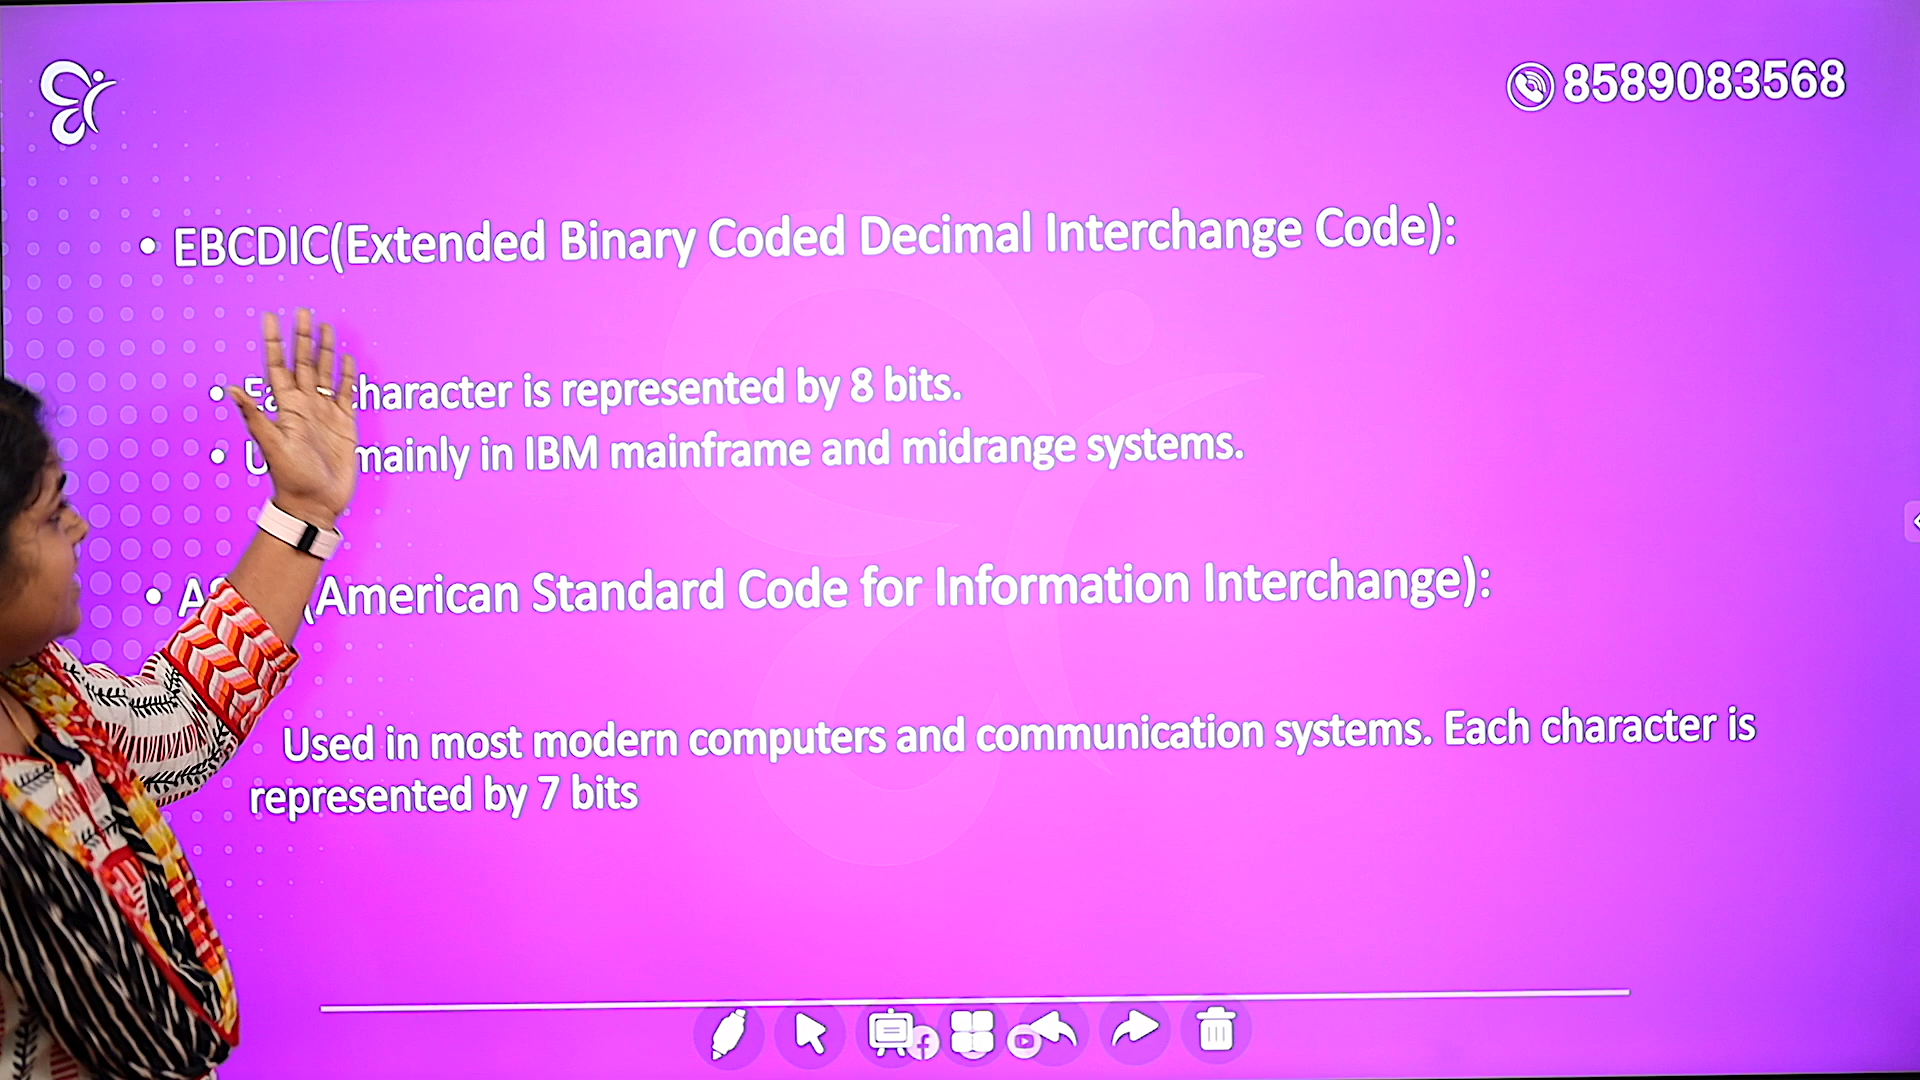 8589083568
• EBCDIC(Extended Binary Coded Decimal Interchange Code):
• character is represented by 8 bits.
• mainly in IBM mainframe and midrange systems.
• (American Standard Code for Information Interchange):
Used in most modern computers and communication systems. Each character is
represented by 7 bits